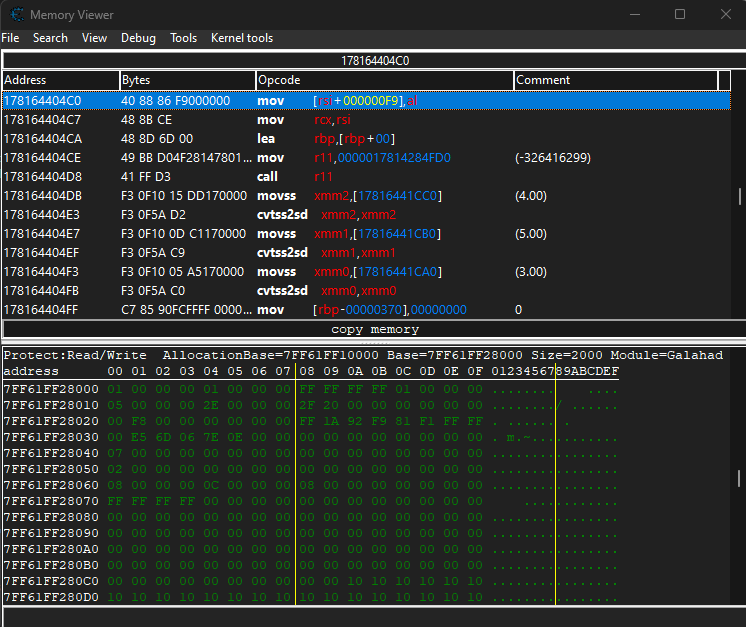 Memory Viewer
File Search View Debug Tools Kernel tools
178164404C0
Address Bytes Opcode Comment
178164404C0 40 88 86 F9000000 mov [rsi+000000F9],al
178164404C7 48 8B CE mov rcx,rsi
178164404CA 48 8D 6D 00 lea rbp,[rbp+00]
178164404CE 49 BB D04F28147801... mov r11,0000017814284FD0 (-326416299)
178164404D8 41 FF D3 call r11
178164404DB F3 0F10 15 DD170000 movss xmm2,[17816441CC0] (4.00)
178164404E3 F3 0F5A D2 cvtss2sd xmm2,xmm2
178164404E7 F3 0F10 0D C1170000 movss xmm1,[17816441CB0] (5.00)
178164404EF F3 0F5A C9 cvtss2sd xmm1,xmm1
178164404F3 F3 0F10 05 A5170000 movss xmm0,[17816441CA0] (3.00)
178164404FB F3 0F5A C0 cvtss2sd xmm0,xmm0
178164404FF C7 85 90FCFFFF 0000... mov [rbp-00000370],00000000 0
copy memory
Protect:Read/Write AllocationBase=7FF61FF10000 Base=7FF61FF28000 Size=2000 Module=Galahad
address 00 01 02 03 04 05 06 07 08 09 0A 0B 0C 0D 0E 0F 0123456789ABCDEF
7FF61FF28000 01 00 00 00 01 00 00 00 FF FF FF FF 01 00 00 00 ........ ....
7FF61FF28010 05 00 00 00 2E 00 00 00 2F 20 00 00 00 00 00 00 ......../ ......
7FF61FF28020 00 F8 00 00 00 00 00 00 FF 1A 92 F9 81 F1 FF FF . ...... .
7FF61FF28030 00 E5 6D 06 7E 0E 00 00 00 00 00 00 00 00 00 00 . m.~...........
7FF61FF28040 07 00 00 00 00 00 00 00 00 00 00 00 00 00 00 00 ................
7FF61FF28050 02 00 00 00 00 00 00 00 00 00 00 00 00 00 00 00 ................
7FF61FF28060 08 00 00 00 0C 00 00 00 08 00 00 00 00 00 00 00 ................
7FF61FF28070 FF FF FF FF 00 00 00 00 00 00 00 00 00 00 00 00 ............
7FF61FF28080 00 00 00 00 00 00 00 00 00 00 00 00 00 00 00 00 ................
7FF61FF28090 00 00 00 00 00 00 00 00 00 00 00 00 00 00 00 00 ................
7FF61FF280A0 00 00 00 00 00 00 00 00 00 00 00 00 00 00 00 00 ................
7FF61FF280B0 00 00 00 00 00 00 00 00 00 00 00 00 00 00 00 00 ................
7FF61FF280C0 00 00 00 00 00 00 00 00 00 00 10 10 10 10 10 10 ................
7FF61FF280D0 10 10 10 10 10 10 10 10 10 10 10 10 10 10 10 10 ................